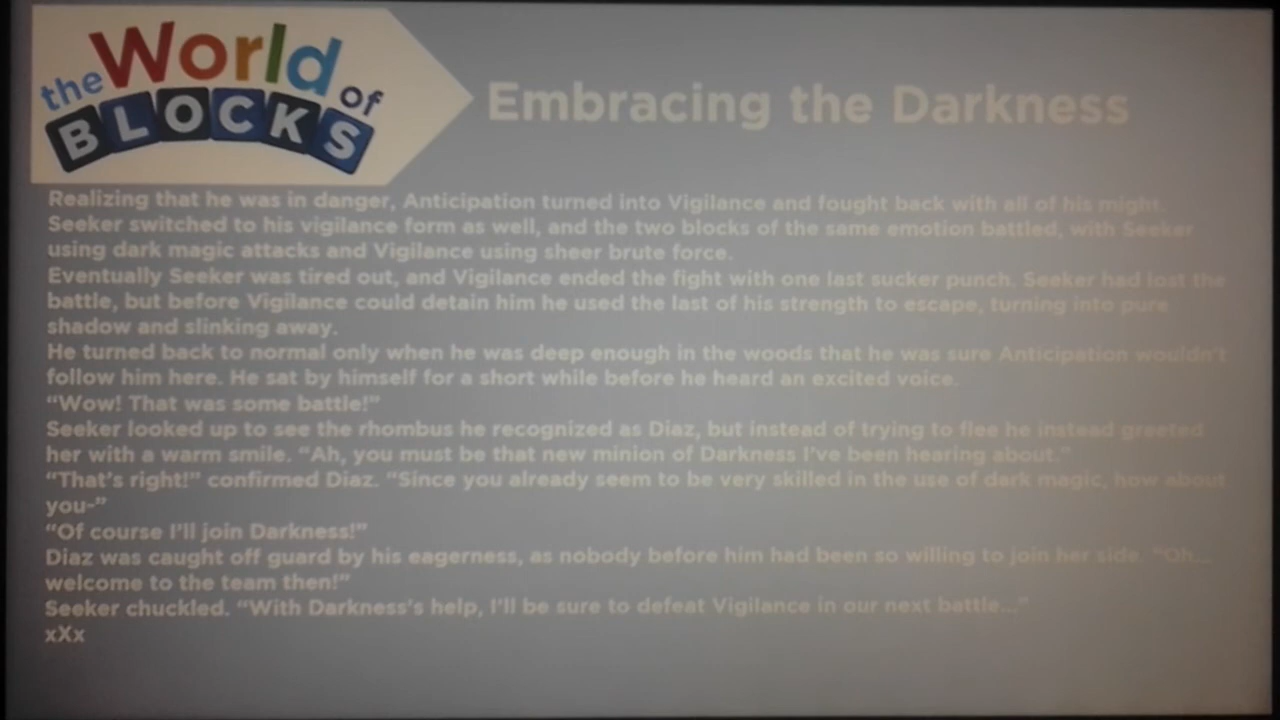 the World of
BLOCKS
Embracing the Darkness
Realizing that he was in danger, Anticipation turned into Vigilance and fought back with all of his might.
Seeker switched to his vigilance form as well, and the two blocks of the same emotion battled, with Seeker
using dark magic attacks and Vigilance using sheer brute force.
Eventually Seeker was tired out, and Vigilance ended the fight with one last sucker punch. Seeker had lost the
battle, but before Vigilance could detain him he used the last of his strength to escape, turning into pure
shadow and slinking away.
He turned back to normal only when he was deep enough in the woods that he was sure Anticipation wouldn't
follow him here. He sat by himself for a short while before he heard an excited voice.
“Wow! That was some battle!”
Seeker looked up to see the rhombus he recognized as Diaz, but instead of trying to flee he instead greeted
her with a warm smile. “Ah, you must be that new minion of Darkness I've been hearing about.”
“That's right!” confirmed Diaz. “Since you already seem to be very skilled in the use of dark magic, how about
you-”
“Of course I'll join Darkness!”
Diaz was caught off guard by his eagerness, as nobody before him had been so willing to join her side. “Oh...
welcome to the team then!”
Seeker chuckled. “With Darkness's help, I'll be sure to defeat Vigilance in our next battle...”
xXx